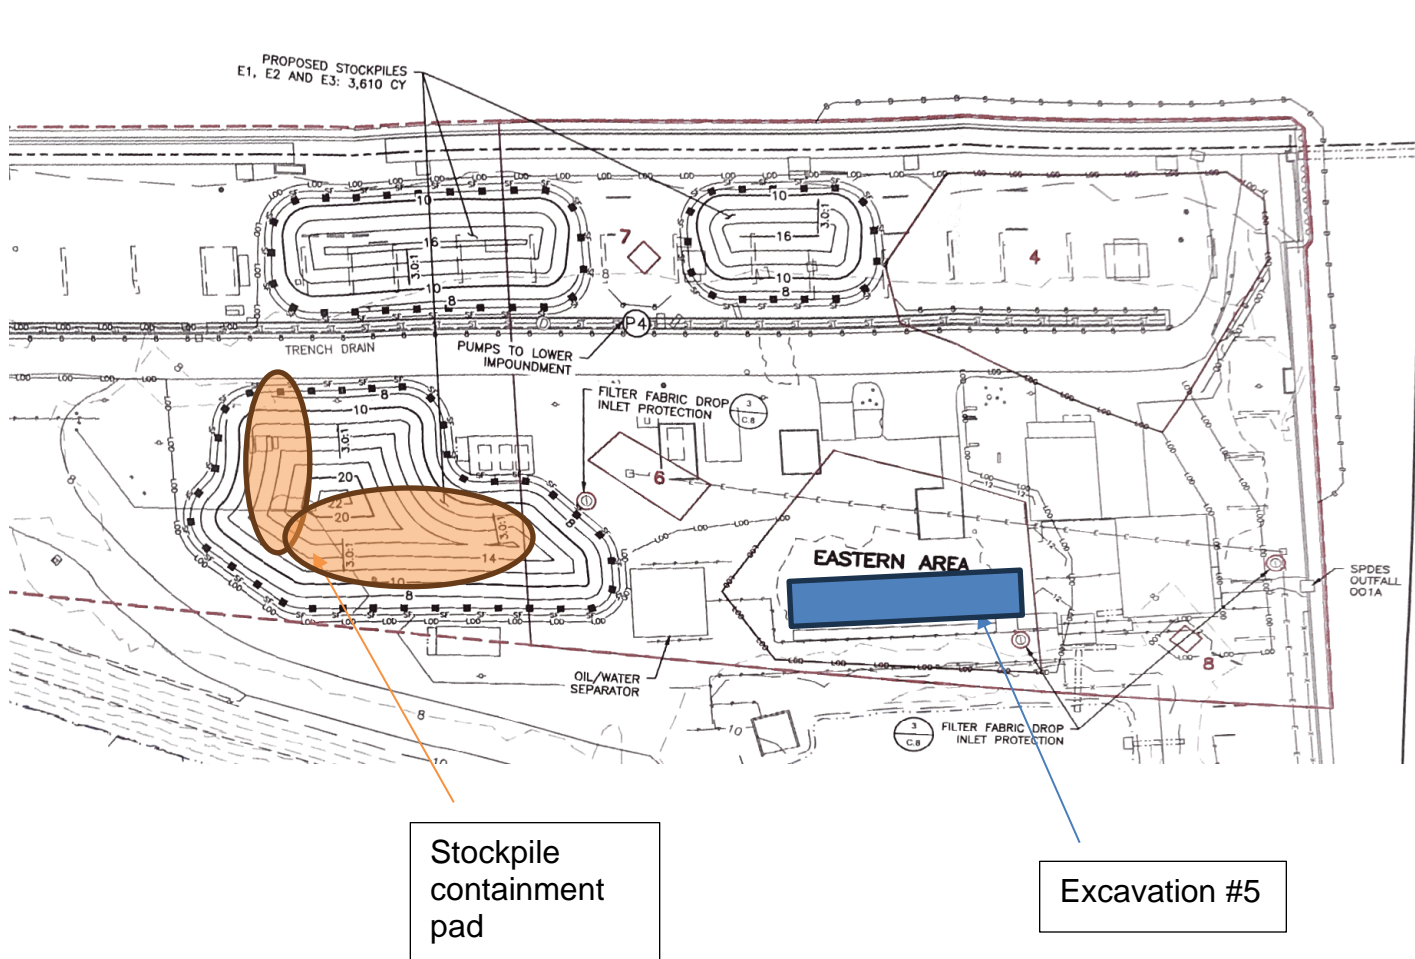 PROPOSED STOCKPILES
E1, E2 AND E3: 3,610 CY
10
16
3.0:1
10
8
7
8
10
16
3.0:1
10
8
4
TRENCH DRAIN
PUMPS TO LOWER
IMPOUNDMENT
P4
FILTER FABRIC DROP
INLET PROTECTION
3
C.8
8
10
3.0:1
20
22
20
3.0:1
14
10
8
6
12
12
EASTERN AREA
SPDES
OUTFALL
001A
OIL/WATER
SEPARATOR
8
8
10
10
3
C.8
FILTER FABRIC DROP
INLET PROTECTION
Stockpile
containment
pad
Excavation #5